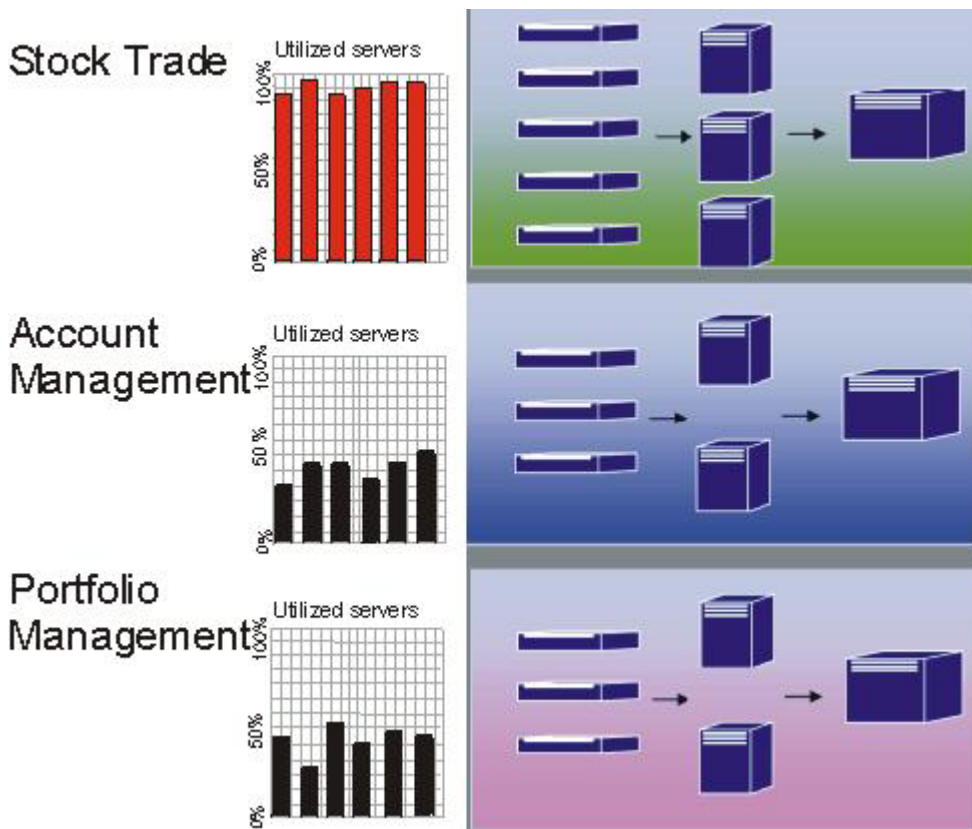 Stock Trade
Utilized servers
100%
50%
0%
Account
Management
Utilized servers
100%
50 %
0%
Portfolio
Management
Utilized servers
100%
50%
0%